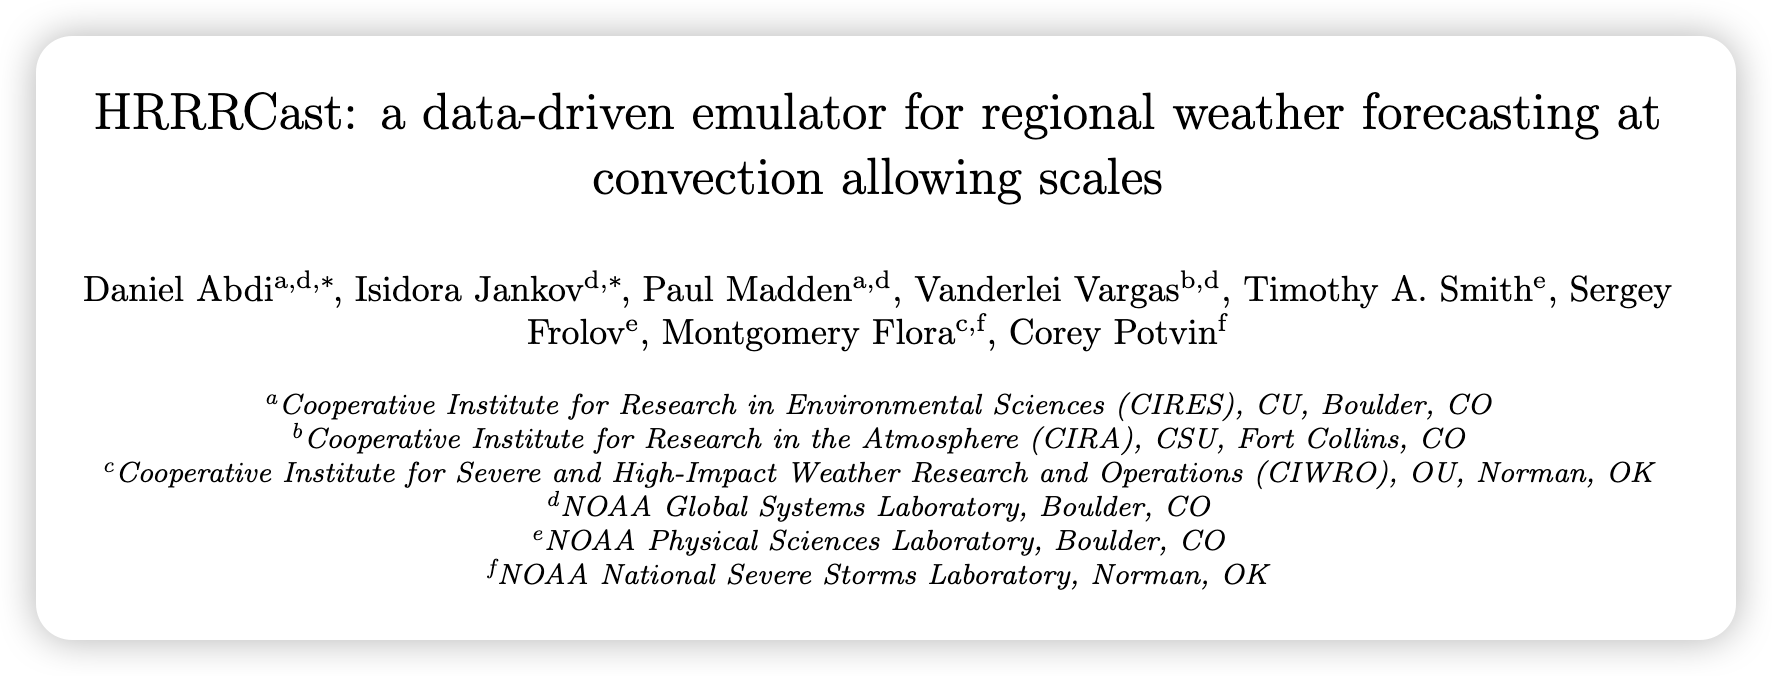 HRRRCast: a data-driven emulator for regional weather forecasting at
convection allowing scales
Daniel Abdi^a,d,*, Isidora Jankov^d,*, Paul Madden^a,d, Vanderlei Vargas^b,d, Timothy A. Smith^e, Sergey
Frolov^e, Montgomery Flora^c,f, Corey Potvin^f
^a Cooperative Institute for Research in Environmental Sciences (CIRES), CU, Boulder, CO
^b Cooperative Institute for Research in the Atmosphere (CIRA), CSU, Fort Collins, CO
^c Cooperative Institute for Severe and High-Impact Weather Research and Operations (CIWRO), OU, Norman, OK
^d NOAA Global Systems Laboratory, Boulder, CO
^e NOAA Physical Sciences Laboratory, Boulder, CO
^f NOAA National Severe Storms Laboratory, Norman, OK